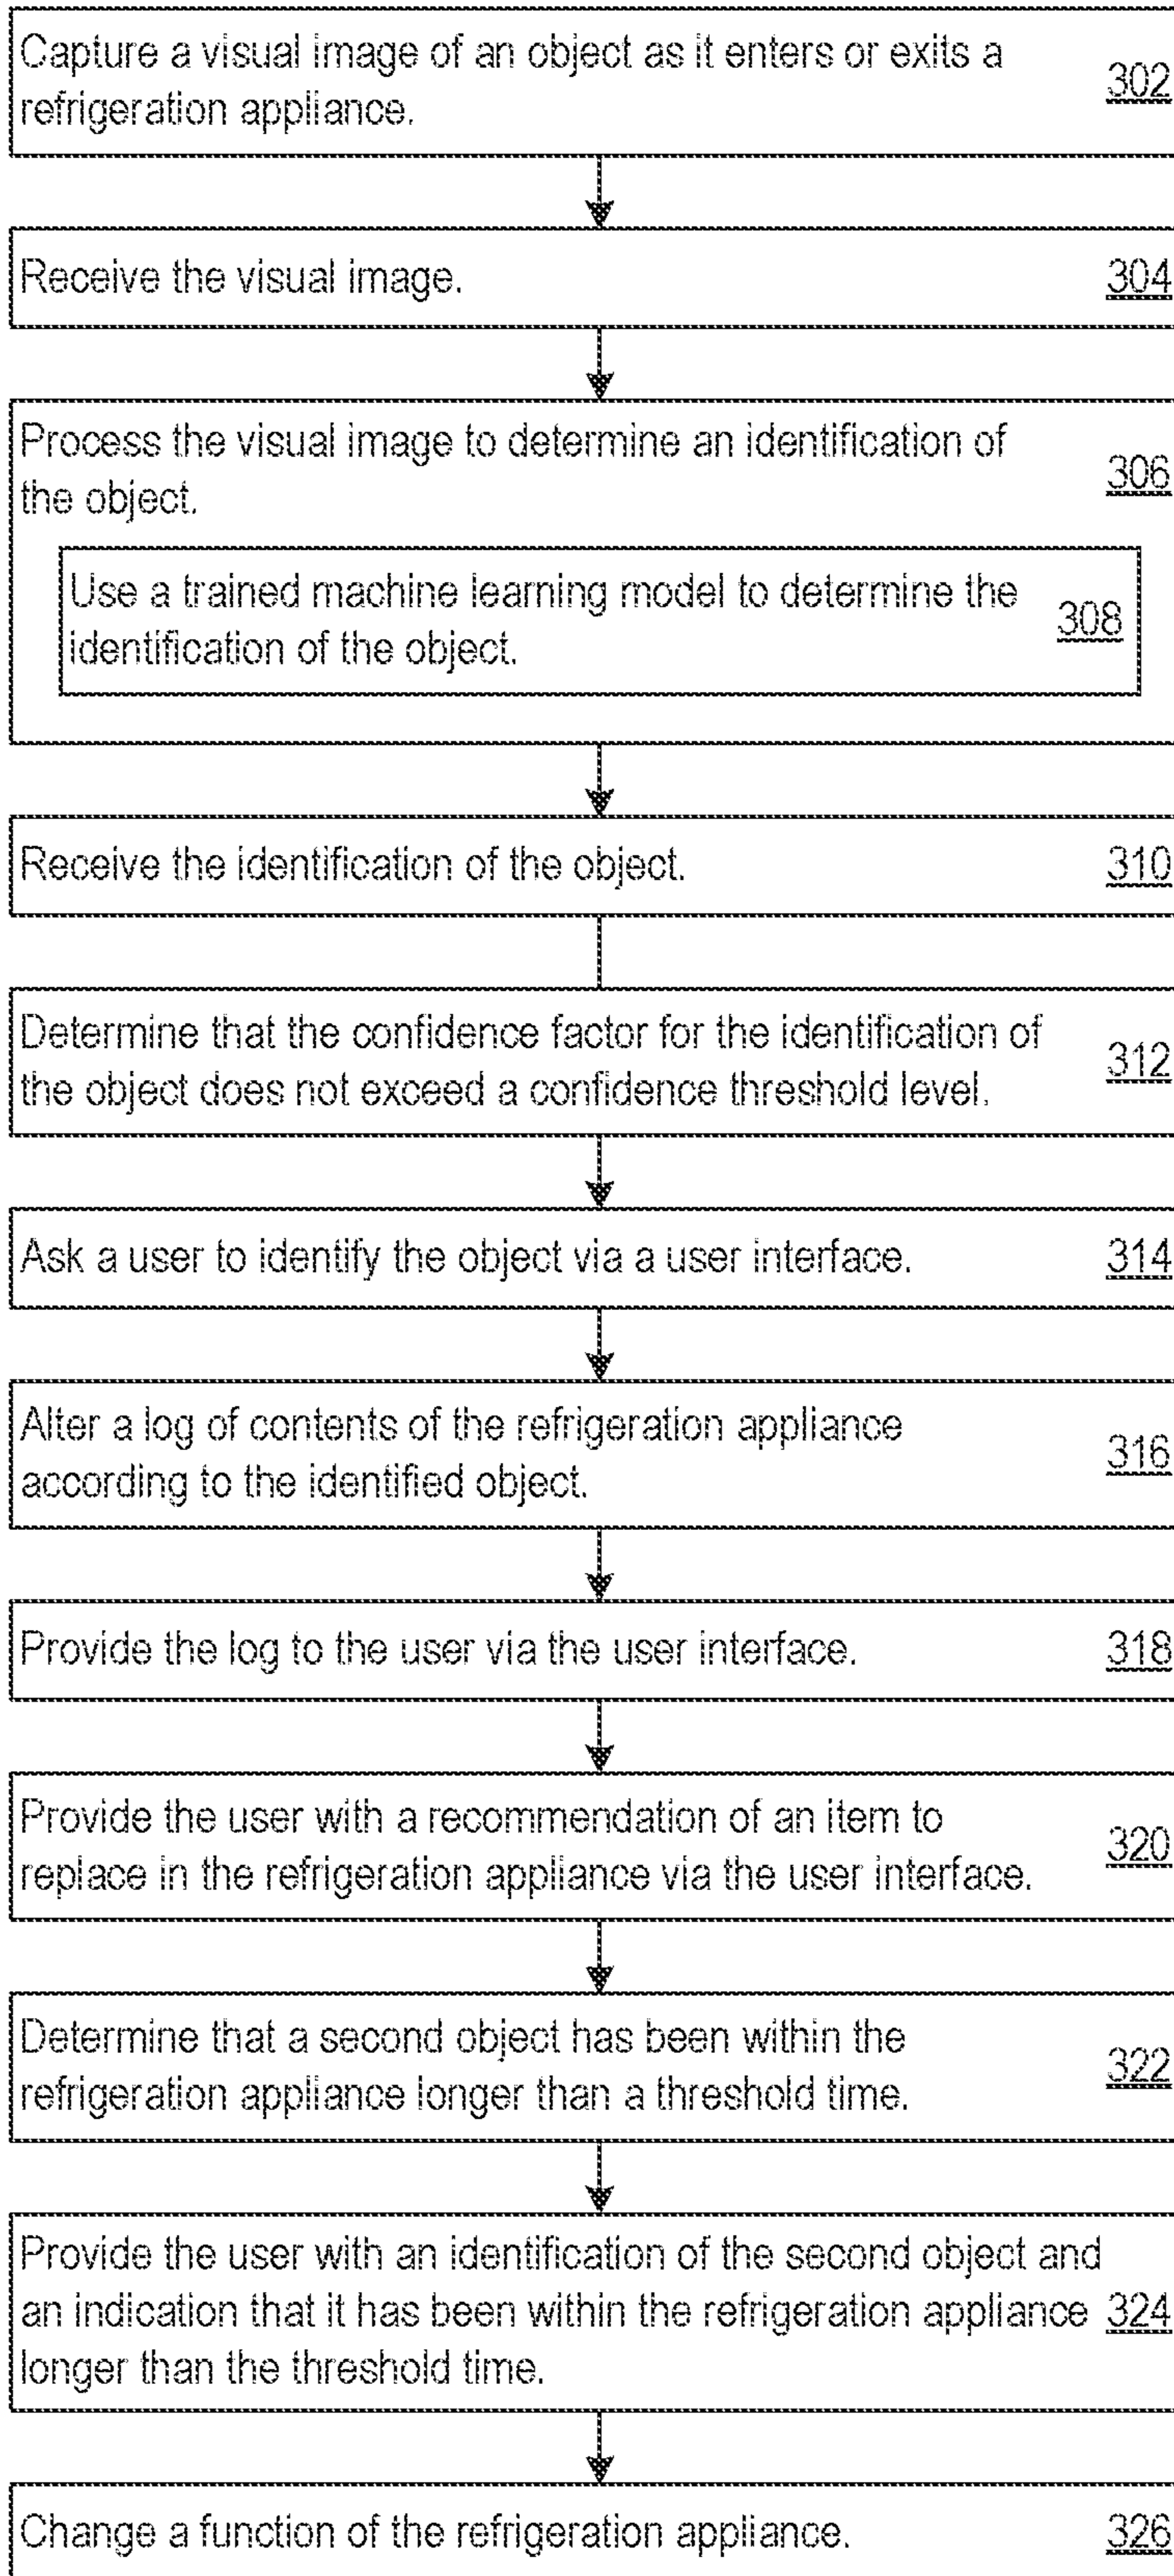 Capture a visual image of an object as it enters or exits a
refrigeration appliance.
302
Receive the visual image.
304
Process the visual image to determine an identification of
the object.
306
Use a trained machine learning model to determine the
identification of the object.
308
Receive the identification of the object.
310
Determine that the confidence factor for the identification of
the object does not exceed a confidence threshold level.
312
Ask a user to identify the object via a user interface.
314
Alter a log of contents of the refrigeration appliance
according to the identified object.
316
Provide the log to the user via the user interface.
318
Provide the user with a recommendation of an item to
replace in the refrigeration appliance via the user interface.
320
Determine that a second object has been within the
refrigeration appliance longer than a threshold time.
322
Provide the user with an identification of the second object and
an indication that it has been within the refrigeration appliance
longer than the threshold time.
324
Change a function of the refrigeration appliance.
326